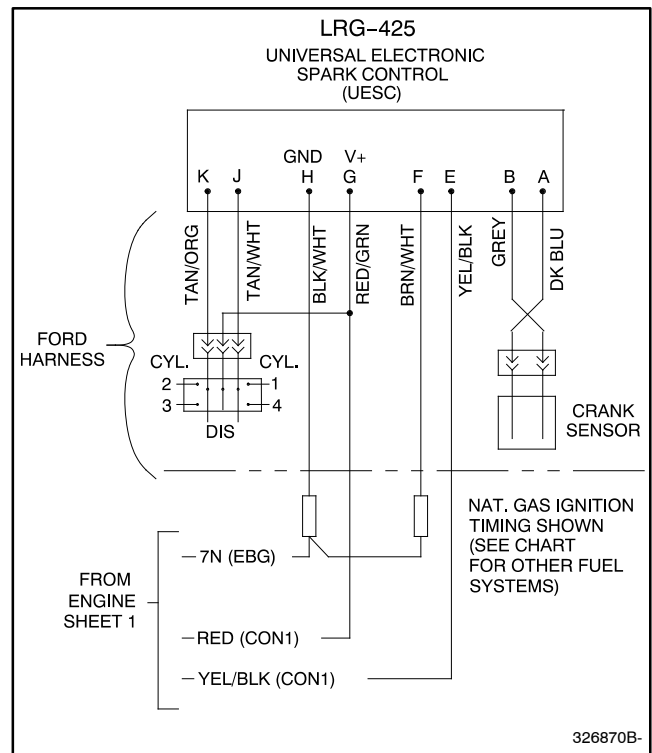 LRG-425
UNIVERSAL ELECTRONIC
SPARK CONTROL
(UESC)
GND V+
K J H G F E B A
TAN/ORG
TAN/WHT
BLK/WHT
RED/GRN
BRN/WHT
YEL/BLK
GREY
DK BLU
FORD
HARNESS
CYL. CYL.
2 1
3 4
DIS
CRANK
SENSOR
NAT. GAS IGNITION
TIMING SHOWN
(SEE CHART
FOR OTHER FUEL
SYSTEMS)
FROM
ENGINE
SHEET 1
7N (EBG)
RED (CON1)
YEL/BLK (CON1)
326870B-